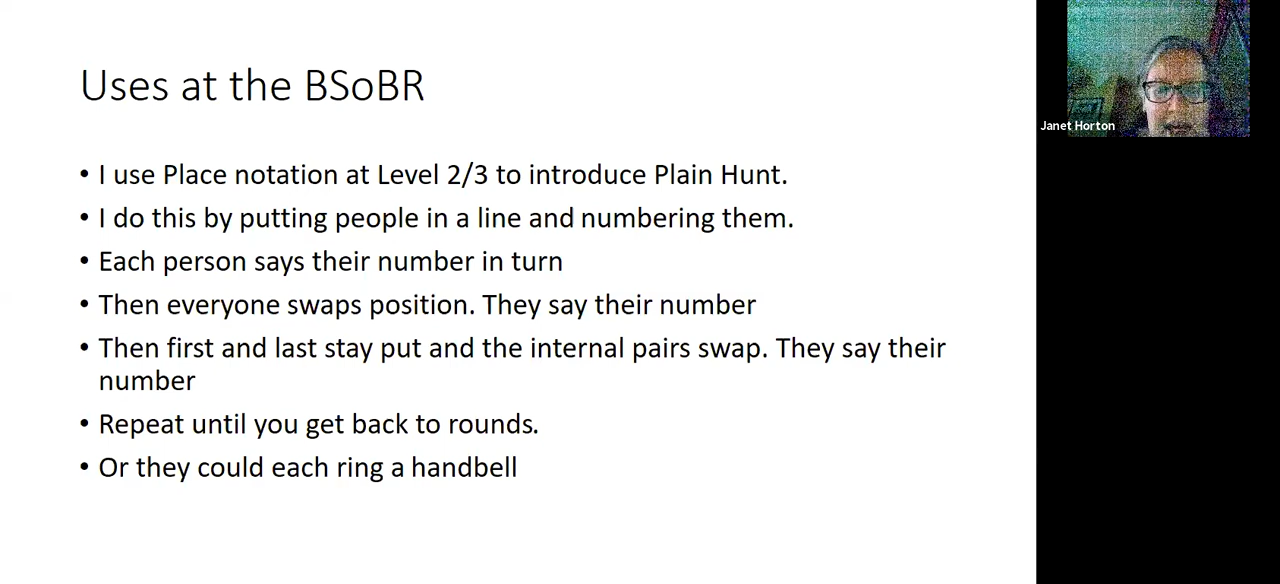 Uses at the BSoBR
• I use Place notation at Level 2/3 to introduce Plain Hunt.
• I do this by putting people in a line and numbering them.
• Each person says their number in turn
• Then everyone swaps position. They say their number
• Then first and last stay put and the internal pairs swap. They say their
number
• Repeat until you get back to rounds.
• Or they could each ring a handbell
Janet Horton